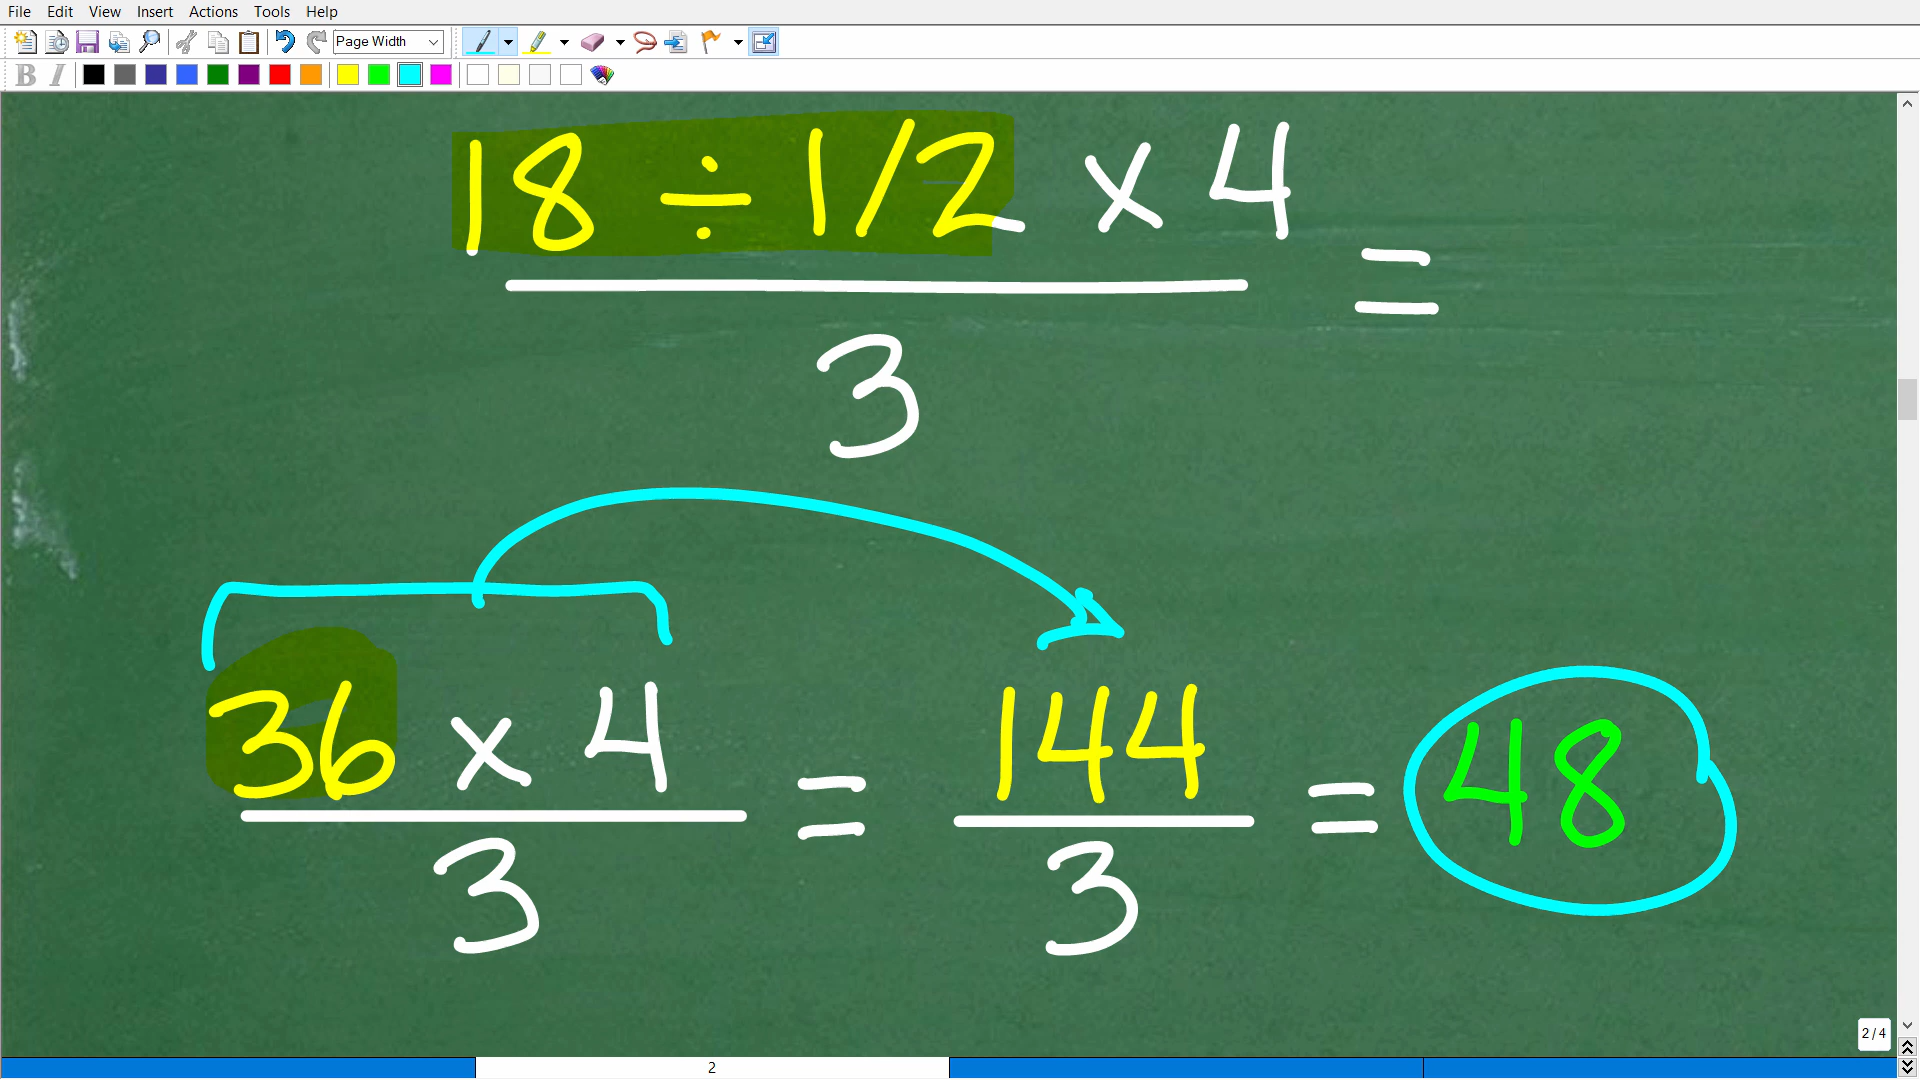 File Edit View Insert Actions Tools Help
Page Width
B I
18 ÷ 1/2 x 4 =
3
36 x 4 = 144 = 48
3 3
2/4
2